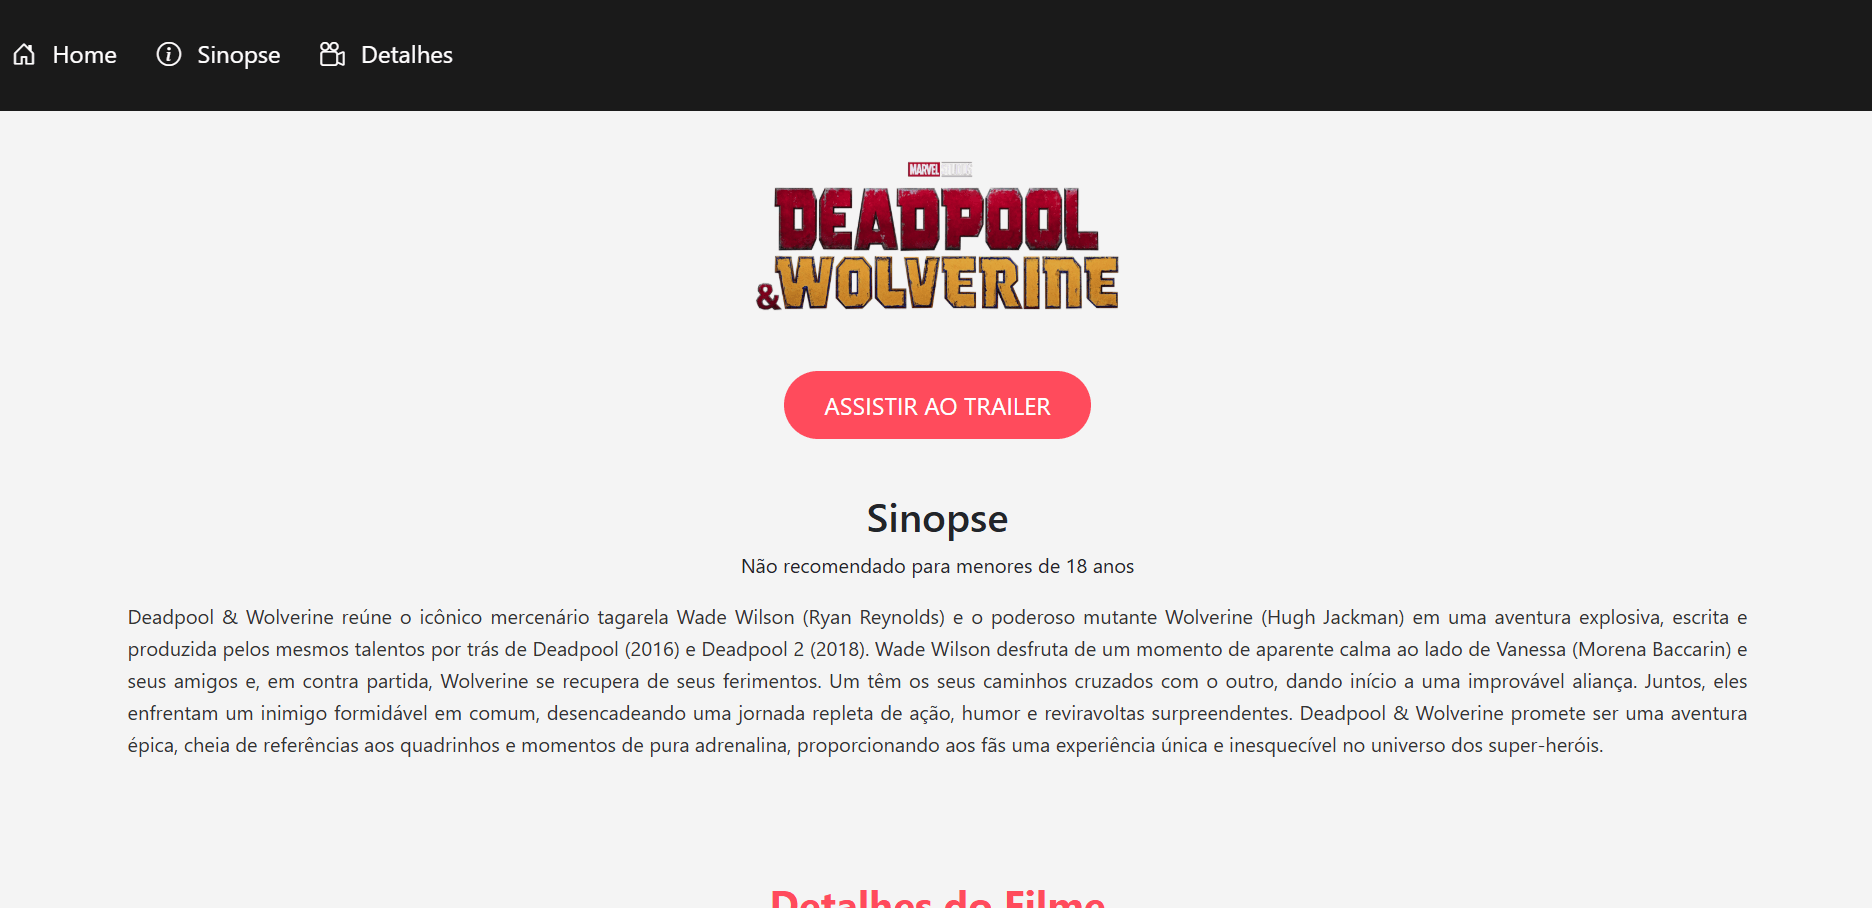 Home Sinopse Detalhes
MARVEL STUDIOS
DEADPOOL
&WOLVERINE
ASSISTIR AO TRAILER
Sinopse
Não recomendado para menores de 18 anos
Deadpool & Wolverine reúne o icônico mercenário tagarela Wade Wilson (Ryan Reynolds) e o poderoso mutante Wolverine (Hugh Jackman) em uma aventura explosiva, escrita e
produzida pelos mesmos talentos por trás de Deadpool (2016) e Deadpool 2 (2018). Wade Wilson desfruta de um momento de aparente calma ao lado de Vanessa (Morena Baccarin) e
seus amigos e, em contra partida, Wolverine se recupera de seus ferimentos. Um têm os seus caminhos cruzados com o outro, dando início a uma improvável aliança. Juntos, eles
enfrentam um inimigo formidável em comum, desencadeando uma jornada repleta de ação, humor e reviravoltas surpreendentes. Deadpool & Wolverine promete ser uma aventura
épica, cheia de referências aos quadrinhos e momentos de pura adrenalina, proporcionando aos fãs uma experiência única e inesquecível no universo dos super-heróis.
Detalhes do Filme